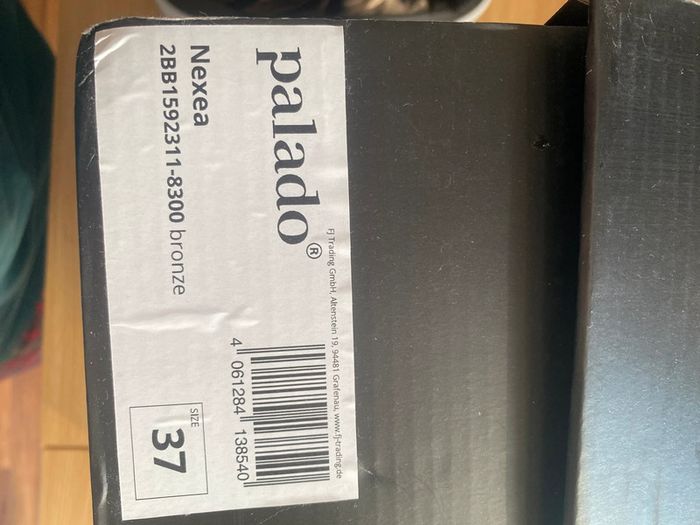 palado®
FJ Trading GmbH, Altenstein 19, 94481 Grafenau, www.fj-trading.de
Nexea
2BB1592311-8300 bronze
4 061284 138540
SIZE
37